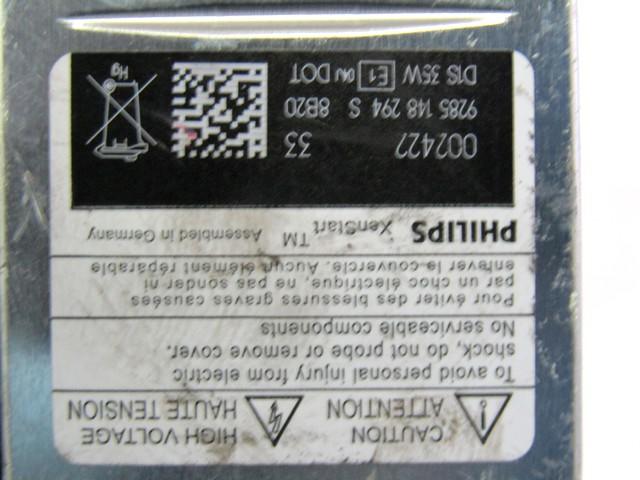 CAUTION
ATTENTION
HIGH VOLTAGE
HAUTE TENSION
To avoid personal injury from electric
shock, do not probe or remove cover.
No serviceable components
Pour éviter des blessures graves causées
par un choc électrique, ne pas sonder ni
enlever le couvercle. Aucun élément réparable
PHILIPS XenStart TM Assembled in Germany
002422 33
9285 148 294 S 8B20
D1S 35W E1 DOT
Hg